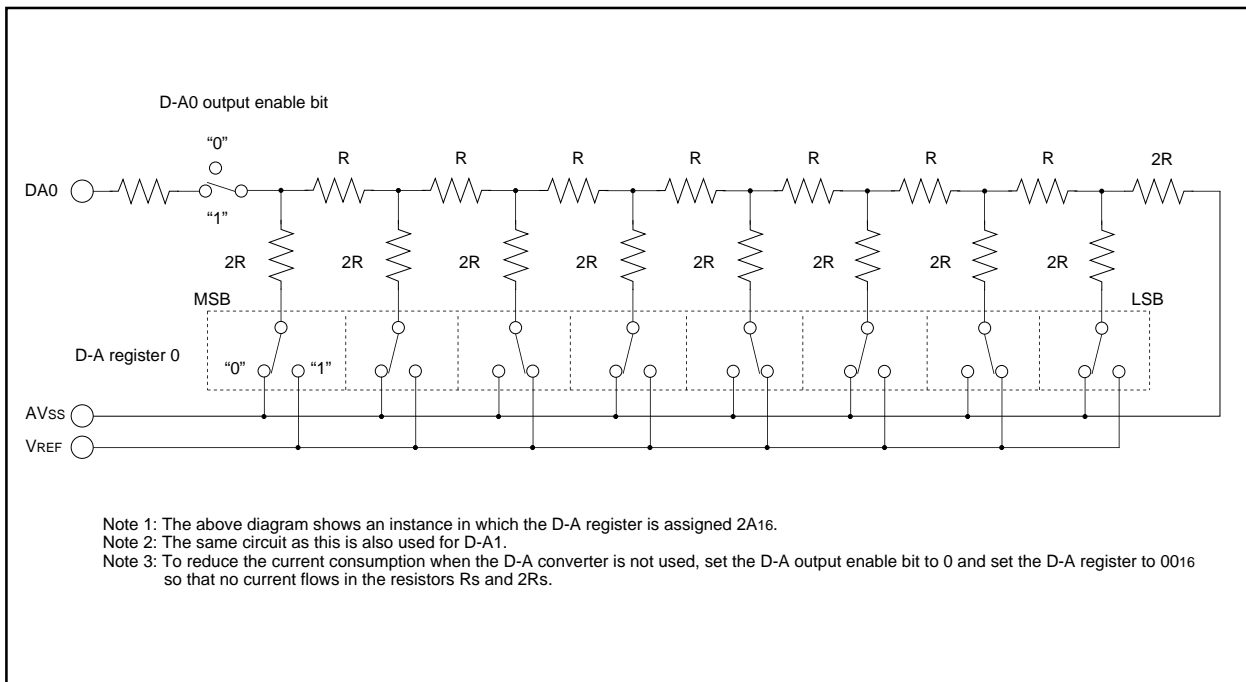 D-A0 output enable bit
“0”
R R R R R R R 2R
DA0
“1”
2R 2R 2R 2R 2R 2R 2R 2R
MSB LSB
D-A register 0
“0” “1”
AVSS
VREF
Note 1: The above diagram shows an instance in which the D-A register is assigned 2A16.
Note 2: The same circuit as this is also used for D-A1.
Note 3: To reduce the current consumption when the D-A converter is not used, set the D-A output enable bit to 0 and set the D-A register to 0016
so that no current flows in the resistors Rs and 2Rs.